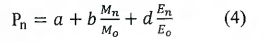 Pₙ = a + b Mₙ/Mₒ + d Eₙ/Eₒ (4)